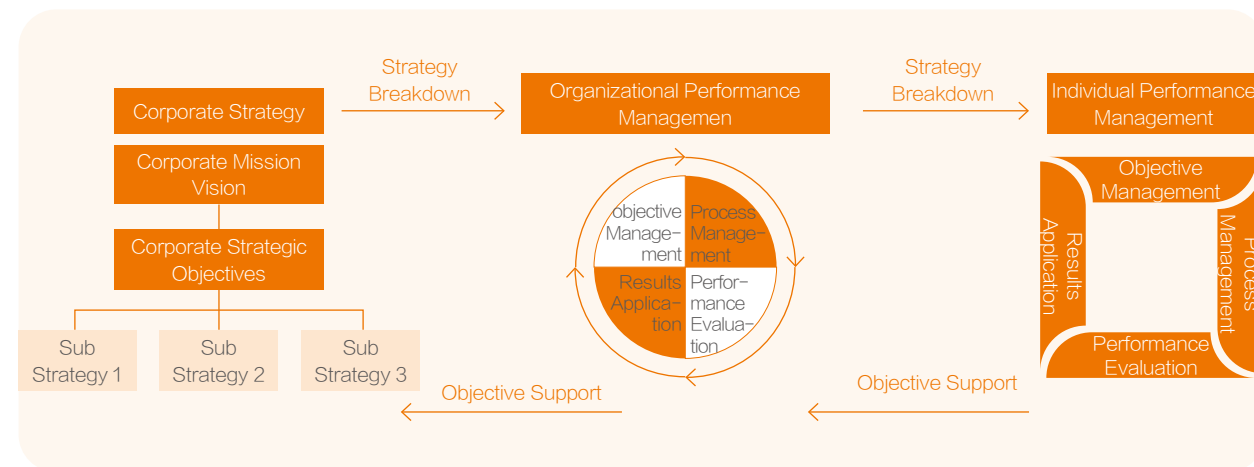 Corporate Strategy
Corporate Mission
Vision
Corporate Strategic
Objectives
Sub
Strategy 1
Sub
Strategy 2
Sub
Strategy 3
Strategy
Breakdown
Organizational Performance
Managemen
objective
Manage-
ment
Process
Manage-
ment
Results
Applica-
tion
Perfor-
mance
Evalua-
tion
Objective Support
Strategy
Breakdown
Individual Performance
Management
Objective
Management
Process
Management
Performance
Evaluation
Results
Application
Objective Support